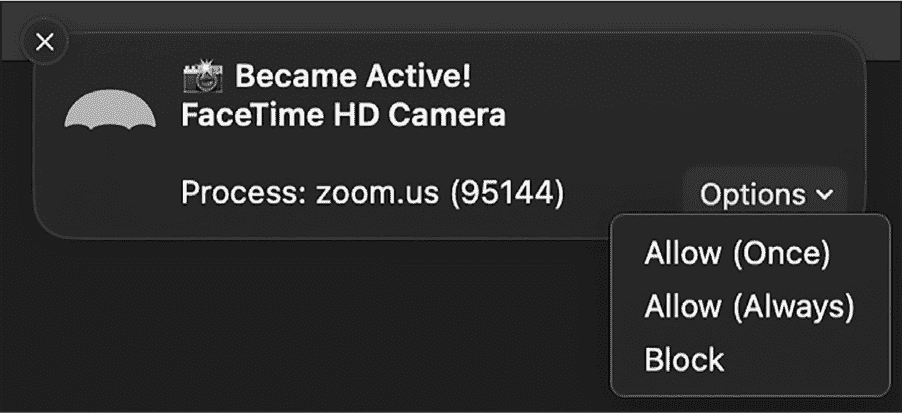 📸 Became Active!
FaceTime HD Camera
Process: zoom.us (95144)
Options
Allow (Once)
Allow (Always)
Block